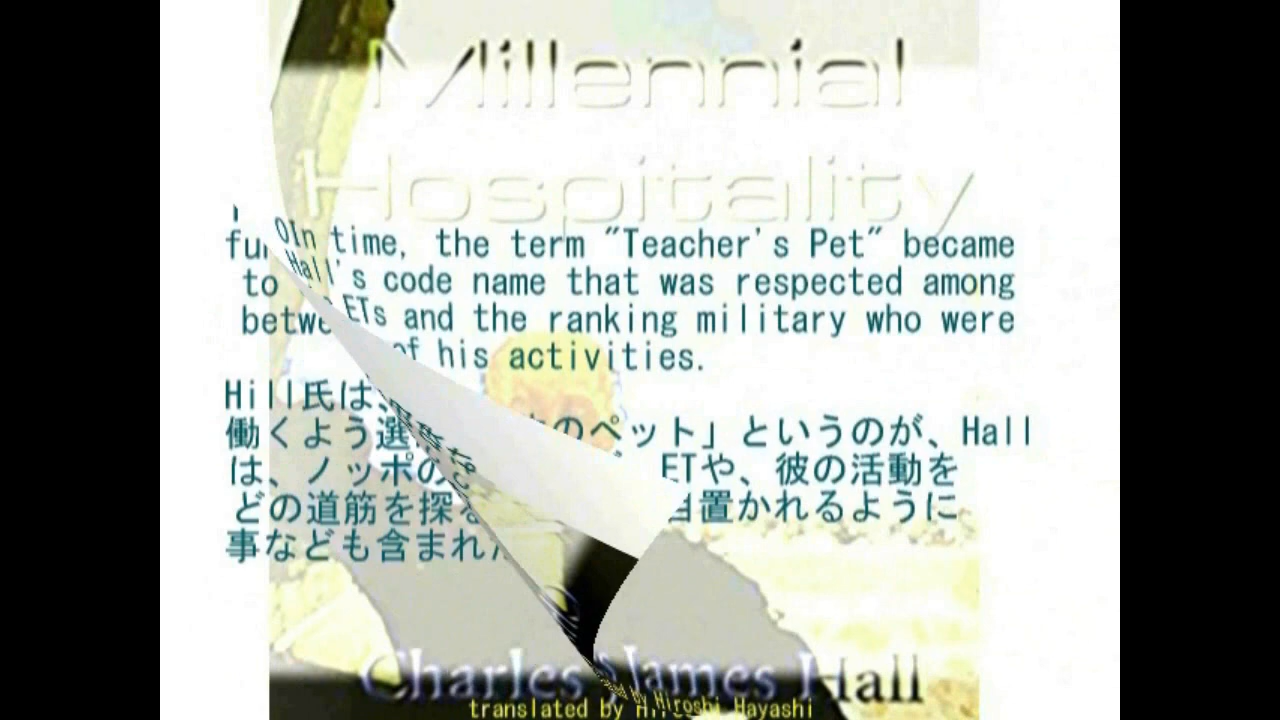 Millennial
Hospitality
In time, the term "Teacher's Pet" became
Hall's code name that was respected among
ETs and the ranking military who were
of his activities.
Hill氏は、
働くよう選 のペット」というのが、Hall
は、ノッポの ETや、彼の活動を
どの道筋を探る 目置かれるように
事なども含まれ
Charles James Hall
translated by Hiroshi Hayashi